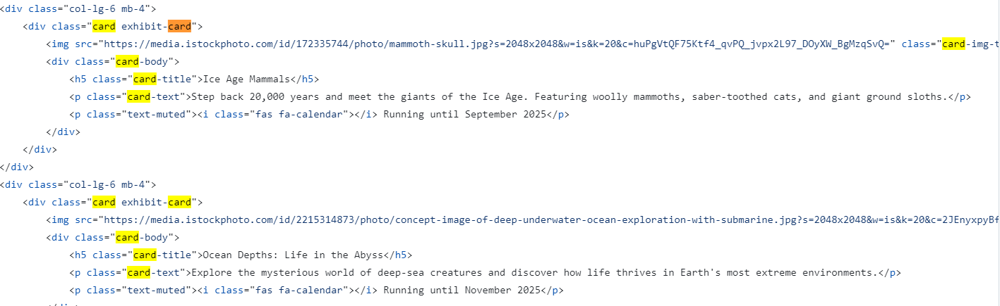 <div class="col-lg-6 mb-4">
<div class="card exhibit-card">
<img src="https://media.istockphoto.com/id/172335744/photo/mammoth-skull.jpg?s=2048x2048&w=is&k=20&c=huPgVtQF75Ktf4_qvPQ_jvpx2L97_DOyXW_BgMzqSvQ=" class="card-img-t
<div class="card-body">
<h5 class="card-title">Ice Age Mammals</h5>
<p class="card-text">Step back 20,000 years and meet the giants of the Ice Age. Featuring woolly mammoths, saber-toothed cats, and giant ground sloths.</p>
<p class="text-muted"><i class="fas fa-calendar"></i> Running until September 2025</p>
</div>
</div>
</div>
<div class="col-lg-6 mb-4">
<div class="card exhibit-card">
<img src="https://media.istockphoto.com/id/2215314873/photo/concept-image-of-deep-underwater-ocean-exploration-with-submarine.jpg?s=2048x2048&w=is&k=20&c=2JEnyxpyBf
<div class="card-body">
<h5 class="card-title">Ocean Depths: Life in the Abyss</h5>
<p class="card-text">Explore the mysterious world of deep-sea creatures and discover how life thrives in Earth's most extreme environments.</p>
<p class="text-muted"><i class="fas fa-calendar"></i> Running until November 2025</p>